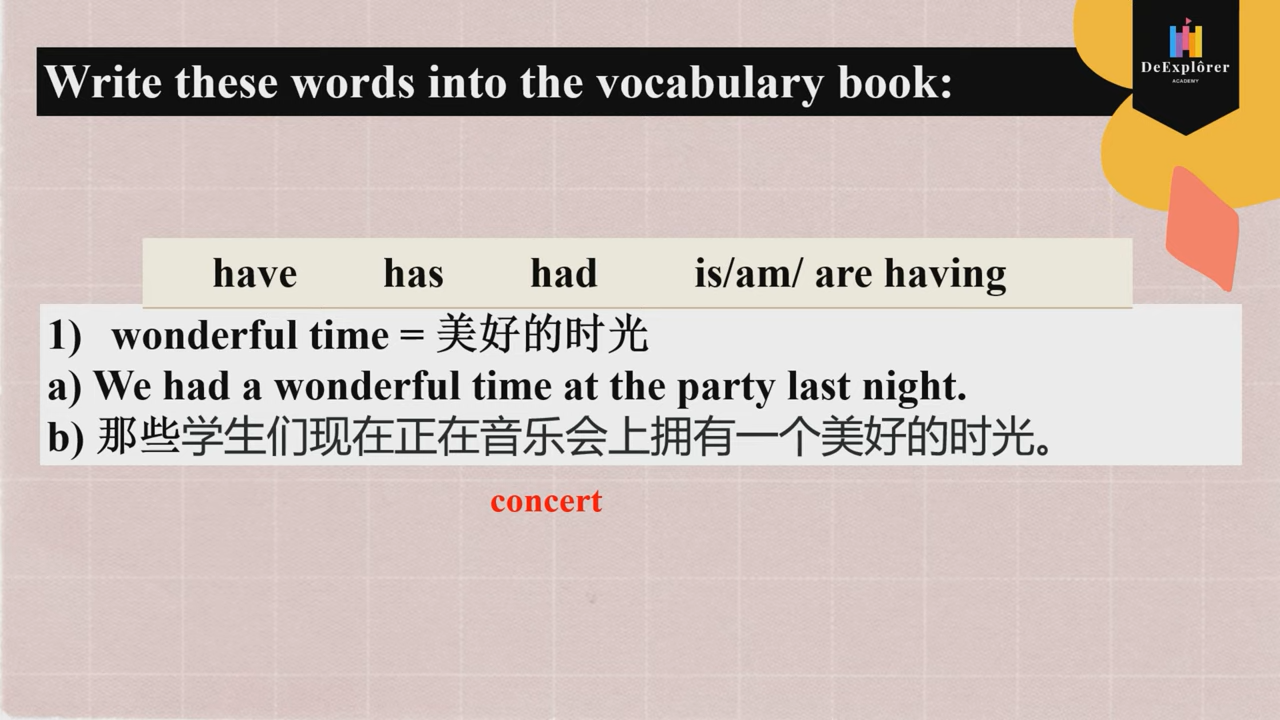 DeExplôrer
ACADEMY
Write these words into the vocabulary book:
have has had is/am/ are having
1) wonderful time = 美好的时光
a) We had a wonderful time at the party last night.
b) 那些学生们现在正在音乐会上拥有一个美好的时光。
concert